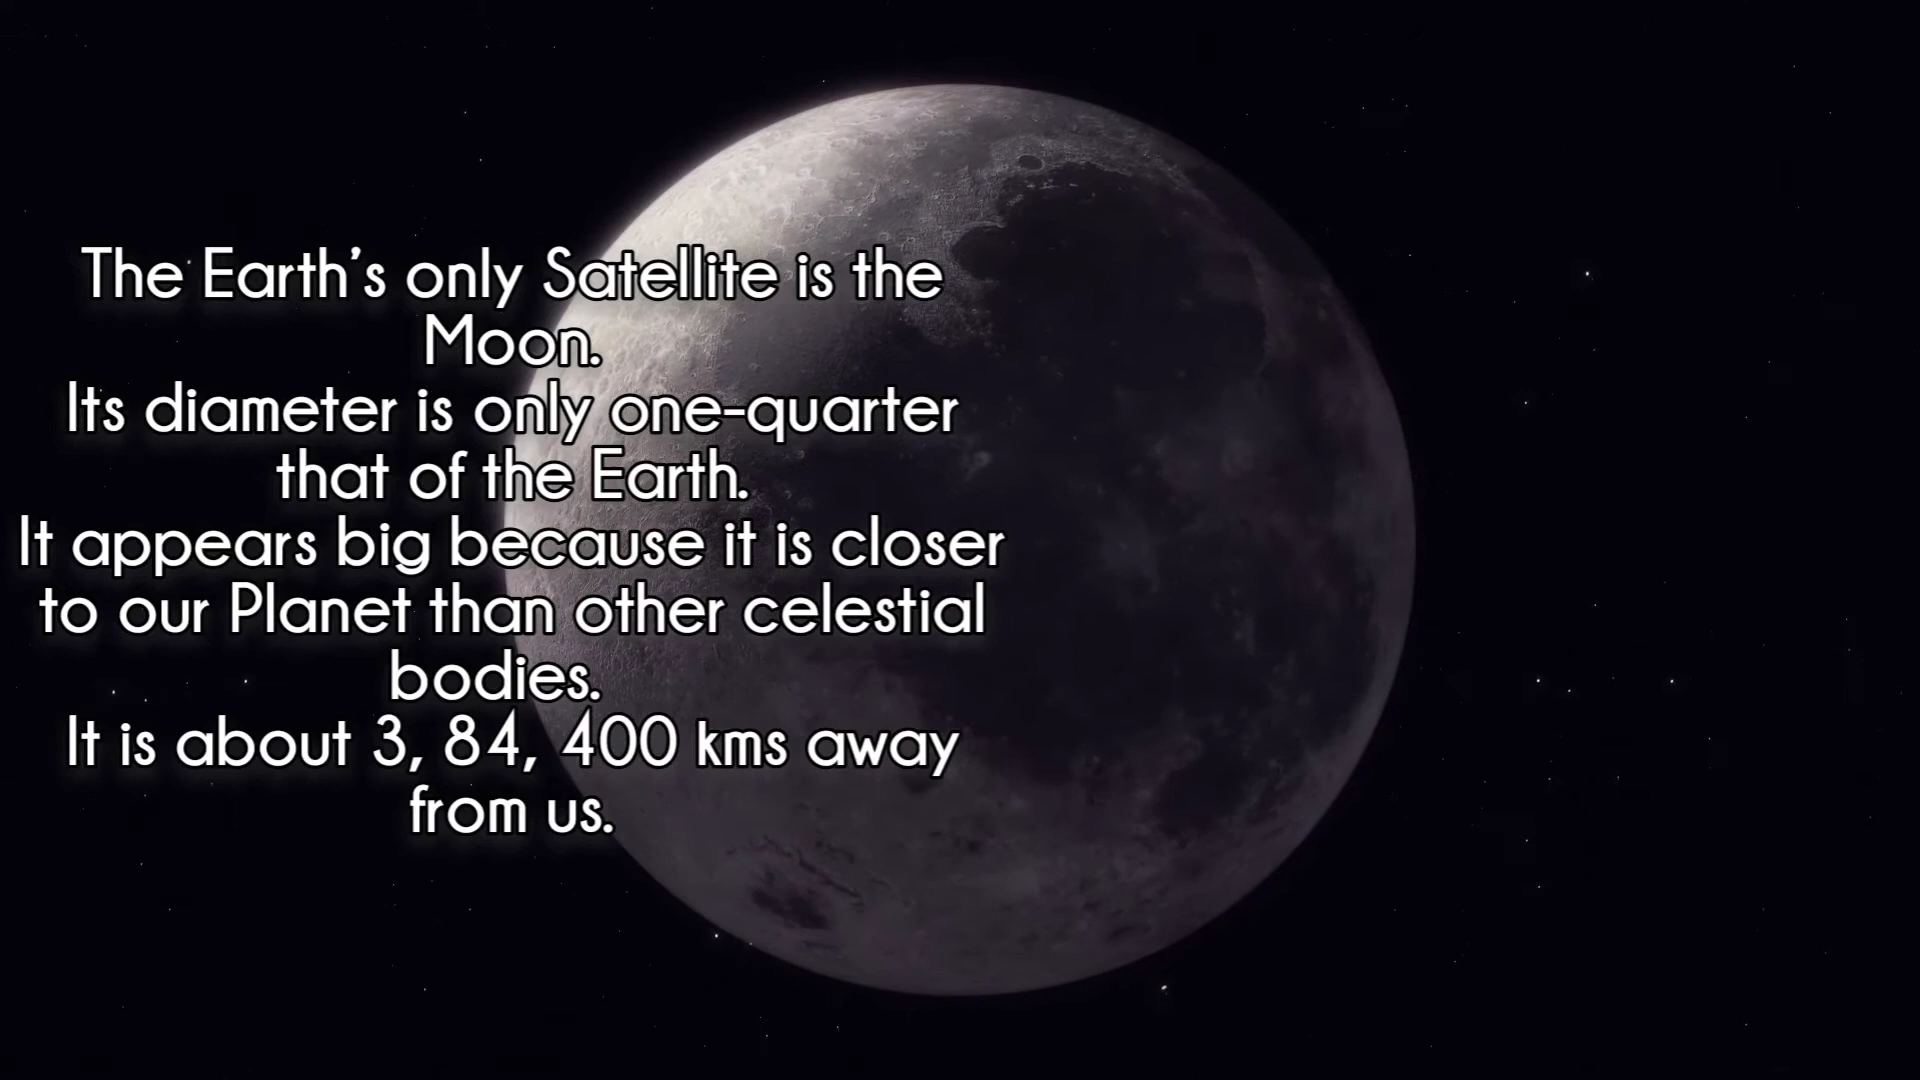 The Earth's only Satellite is the
Moon.
Its diameter is only one-quarter
that of the Earth.
It appears big because it is closer
to our Planet than other celestial
bodies.
It is about 3, 84, 400 kms away
from us.